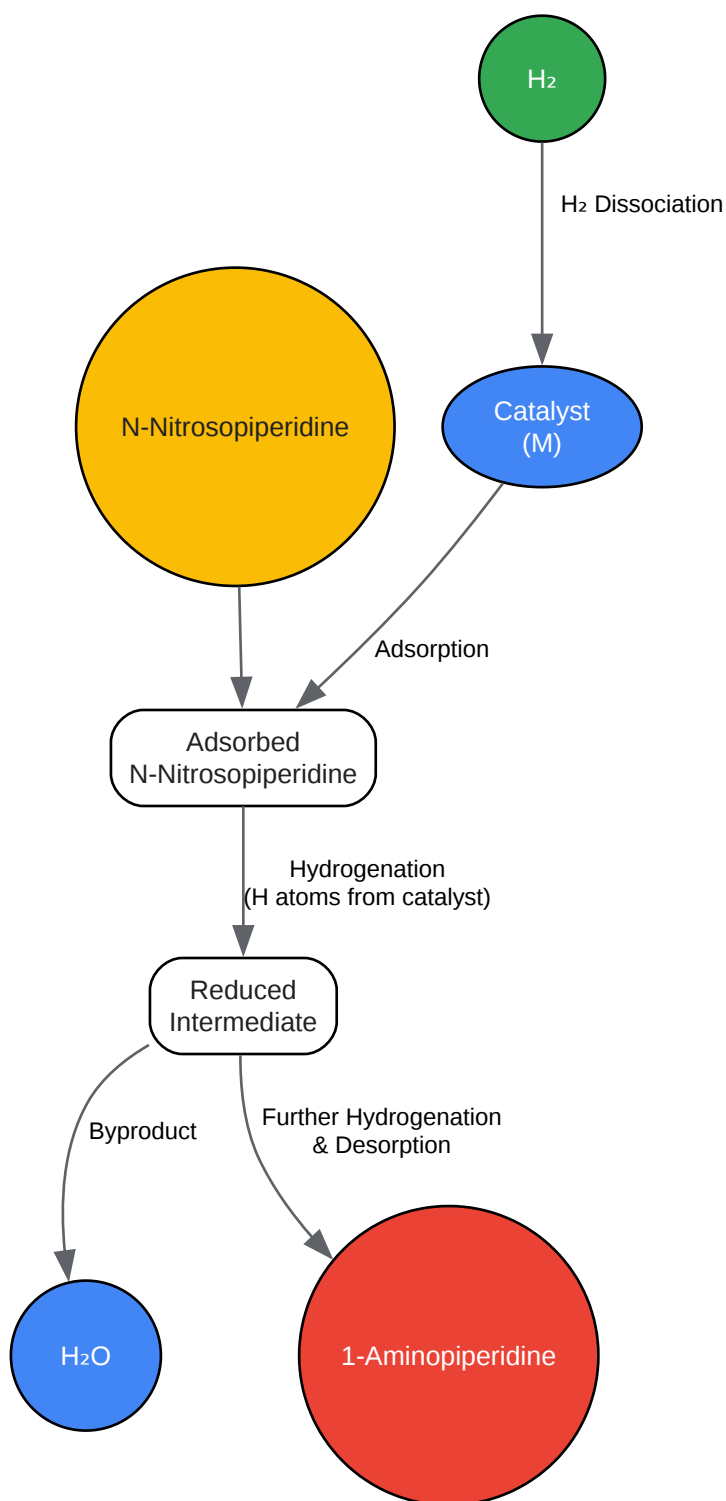 H₂
H₂ Dissociation
N-Nitrosopiperidine
Catalyst
(M)
Adsorption
Adsorbed
N-Nitrosopiperidine
Hydrogenation
(H atoms from catalyst)
Reduced
Intermediate
Byproduct
Further Hydrogenation
& Desorption
H₂O
1-Aminopiperidine